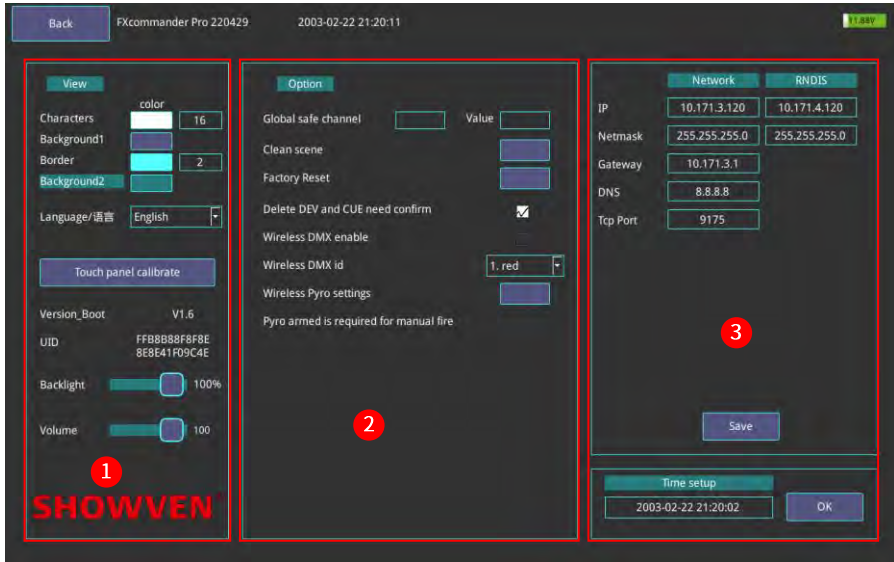 Back FXcommander Pro 220429 2003-02-22 21:20:11 11.88V
View
color
Characters 16
Background1
Border 2
Background2
Language/语言 English
Touch panel calibrate
Version_Boot V1.6
UID FFB8B88F8F8E
8E8E41F09C4E
Backlight 100%
Volume 100
1
SHOWVEN
Option
Global safe channel Value
Clean scene
Factory Reset
Delete DEV and CUE need confirm
Wireless DMX enable
Wireless DMX id 1. red
Wireless Pyro settings
Pyro armed is required for manual fire
2
Network RNDIS
IP 10.171.3.120 10.171.4.120
Netmask 255.255.255.0 255.255.255.0
Gateway 10.171.3.1
DNS 8.8.8.8
Tcp Port 9175
3
Save
Time setup
2003-02-22 21:20:02 OK